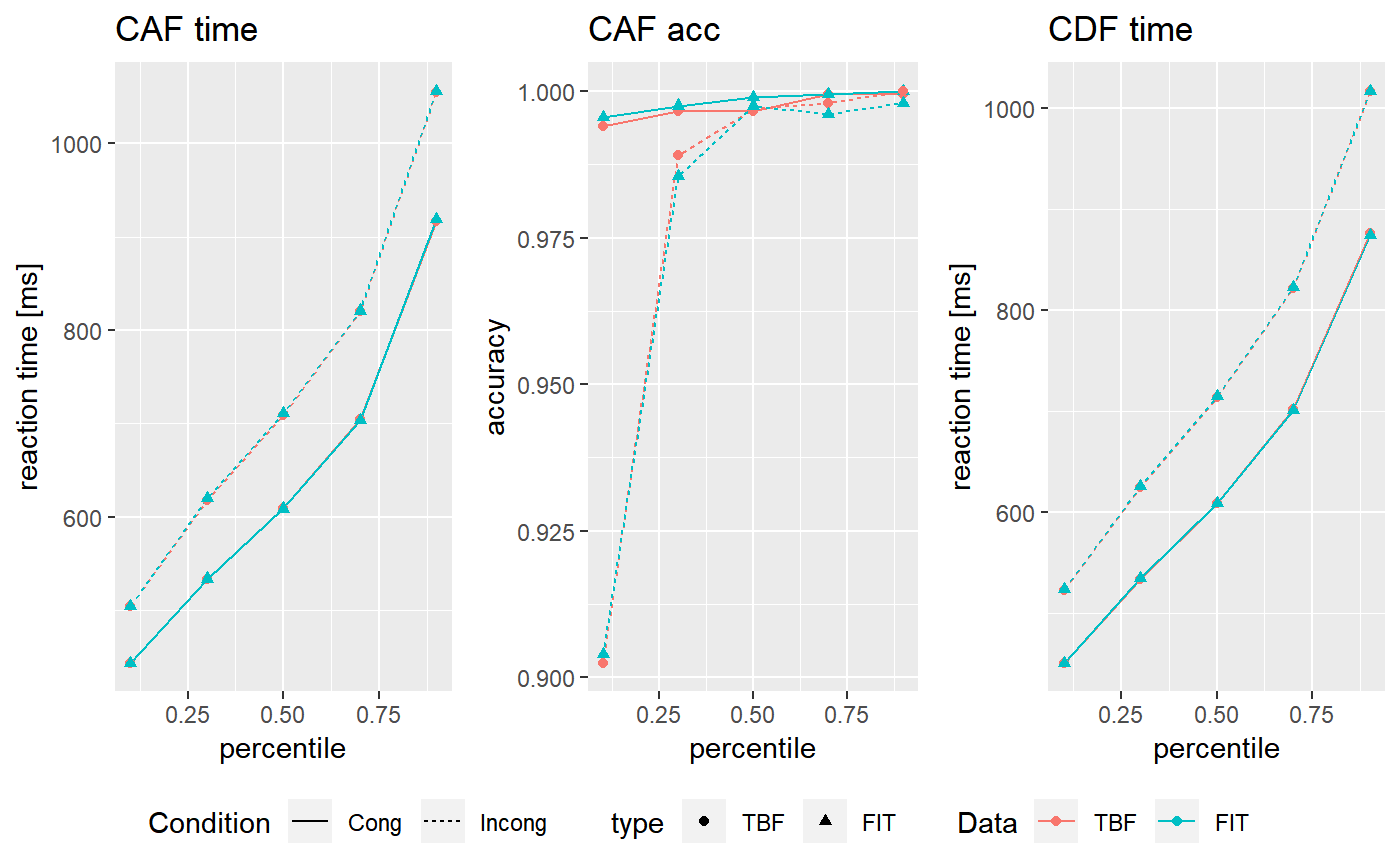 CAF time
CAF acc
CDF time
reaction time [ms]
1000
800
600
0.25 0.50 0.75
percentile
accuracy
1.000
0.975
0.950
0.925
0.900
0.25 0.50 0.75
percentile
reaction time [ms]
1000
800
600
0.25 0.50 0.75
percentile
Condition Cong Incong type TBF FIT Data TBF FIT